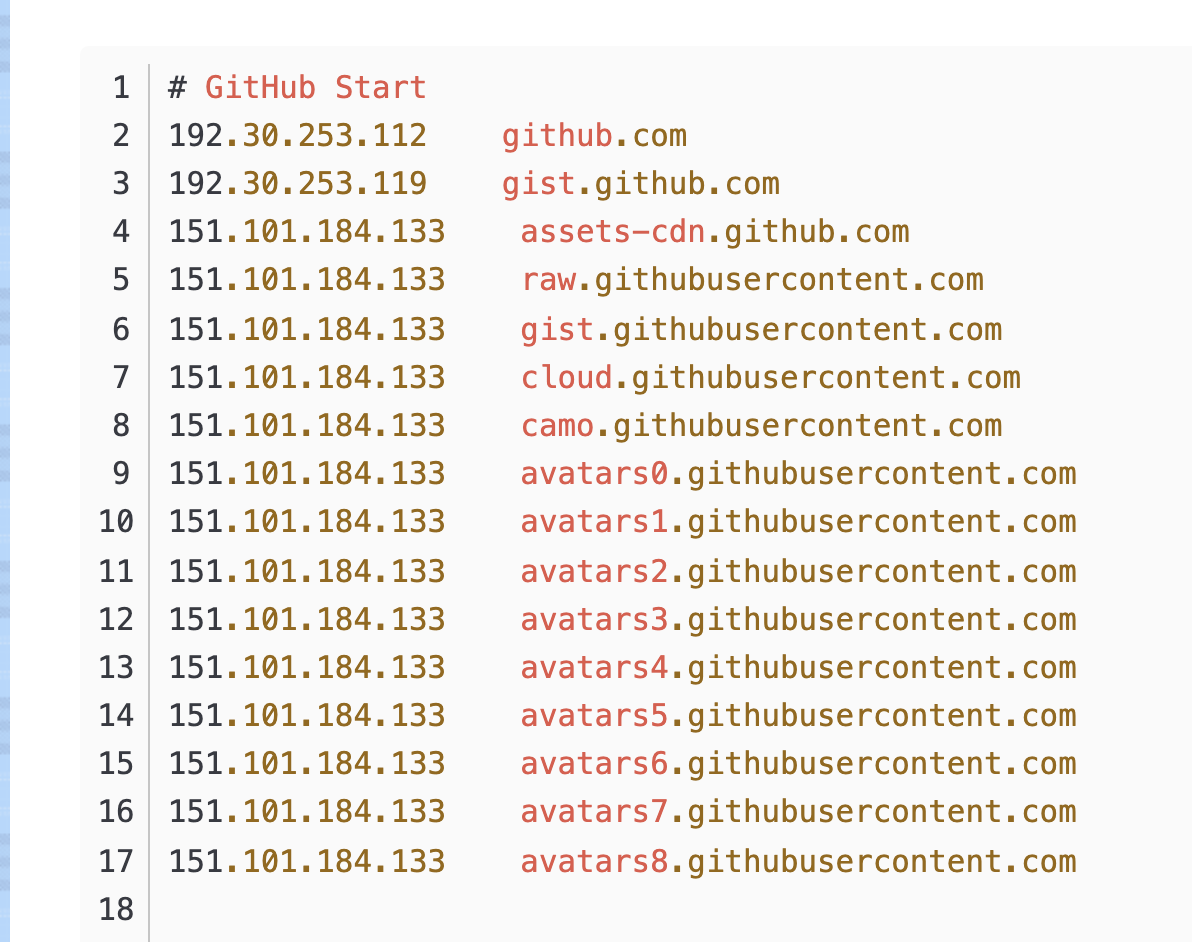 1 # GitHub Start
2 192.30.253.112    github.com
3 192.30.253.119    gist.github.com
4 151.101.184.133    assets-cdn.github.com
5 151.101.184.133    raw.githubusercontent.com
6 151.101.184.133    gist.githubusercontent.com
7 151.101.184.133    cloud.githubusercontent.com
8 151.101.184.133    camo.githubusercontent.com
9 151.101.184.133    avatars0.githubusercontent.com
10 151.101.184.133    avatars1.githubusercontent.com
11 151.101.184.133    avatars2.githubusercontent.com
12 151.101.184.133    avatars3.githubusercontent.com
13 151.101.184.133    avatars4.githubusercontent.com
14 151.101.184.133    avatars5.githubusercontent.com
15 151.101.184.133    avatars6.githubusercontent.com
16 151.101.184.133    avatars7.githubusercontent.com
17 151.101.184.133    avatars8.githubusercontent.com
18